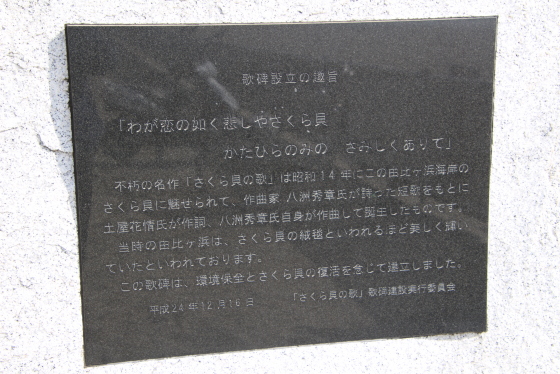 歌碑設立の趣旨
「わが恋の如く悲しやさくら貝
かたひらのみの　さみしくありて」
不朽の名作「さくら貝の歌」は昭和14年にこの由比ヶ浜海岸の
さくら貝に魅せられて、作曲家 八洲秀章氏が詠った短歌をもとに
土屋花情氏が作詞、八洲秀章氏自身が作曲して誕生したものです。
当時の由比ヶ浜は、さくら貝の絨毯といわれるほど美しく輝い
ていたといわれております。
この歌碑は、環境保全とさくら貝の復活を念じて建立しました。
平成24年12月16日　「さくら貝の歌」歌碑建設実行委員会